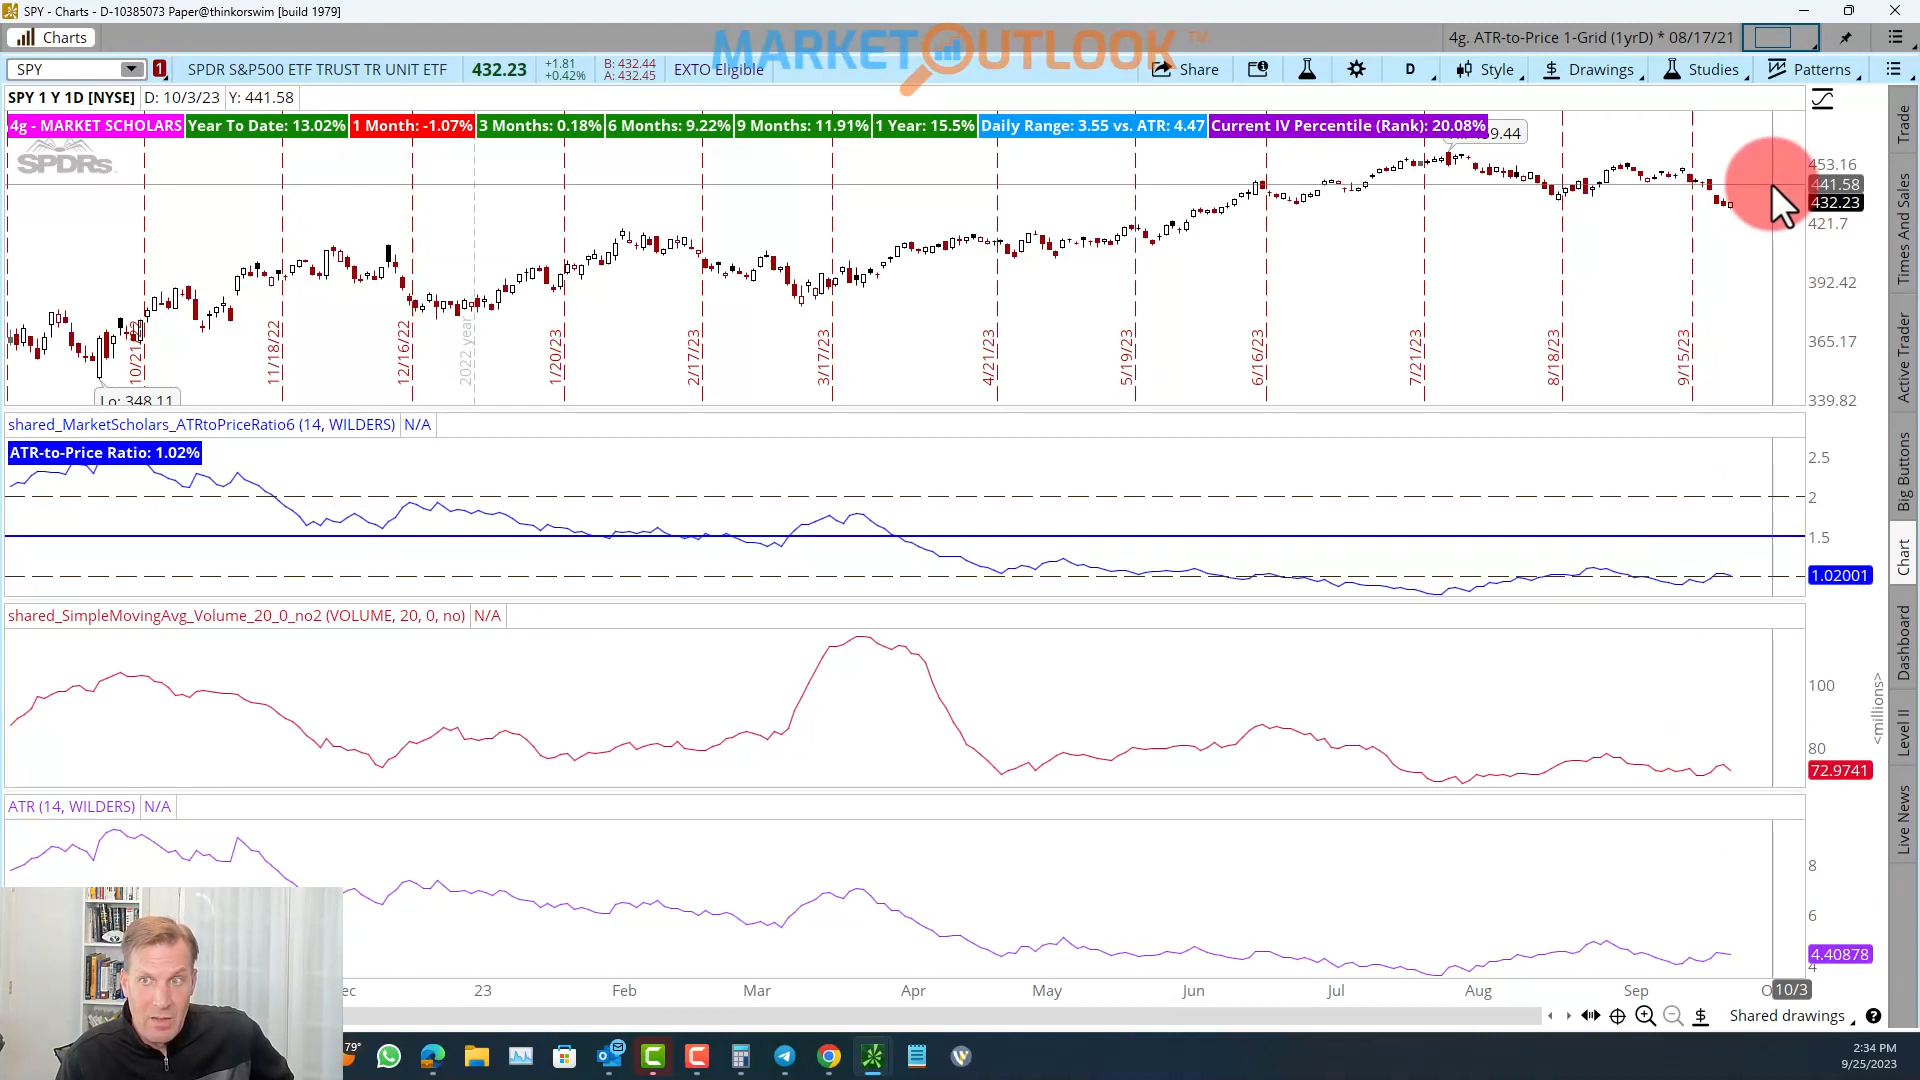 SPY - Charts - D-10385073 Paper@thinkorswim [build 1979]
Charts
MARKET OUTLOOK ™
4g. ATR-to-Price 1-Grid (1yrD) * 08/17/21
SPY
1
SPDR S&P500 ETF TRUST TR UNIT ETF
432.23
+1.81
+0.42%
B: 432.44
A: 432.45
EXTO Eligible
Share
D
Style
Drawings
Studies
Patterns
SPY 1 Y 1D [NYSE]
D: 10/3/23
Y: 441.58
4g - MARKET SCHOLARS
Year To Date: 13.02%
1 Month: -1.07%
3 Months: 0.18%
6 Months: 9.22%
9 Months: 11.91%
1 Year: 15.5%
Daily Range: 3.55 vs. ATR: 4.47
Current IV Percentile (Rank): 20.08%
9.44
SPDRs
453.16
441.58
432.23
421.7
392.42
365.17
339.82
10/21/22
11/18/22
12/16/22
2022 year
1/20/23
2/17/23
3/17/23
4/21/23
5/19/23
6/16/23
7/21/23
8/18/23
9/15/23
Lo: 348.11
shared_MarketScholars_ATRtoPriceRatio6 (14, WILDERS)
N/A
ATR-to-Price Ratio: 1.02%
2.5
2
1.5
1.02001
shared_SimpleMovingAvg_Volume_20_0_no2 (VOLUME, 20, 0, no)
N/A
100
80
72.9741
<millions>
ATR (14, WILDERS)
N/A
8
6
4.40878
4
ec
23
Feb
Mar
Apr
May
Jun
Jul
Aug
Sep
O
10/3
Shared drawings
Trade
Times And Sales
Active Trader
Big Buttons
Chart
Dashboard
Level II
Live News
79°
2:34 PM
9/25/2023